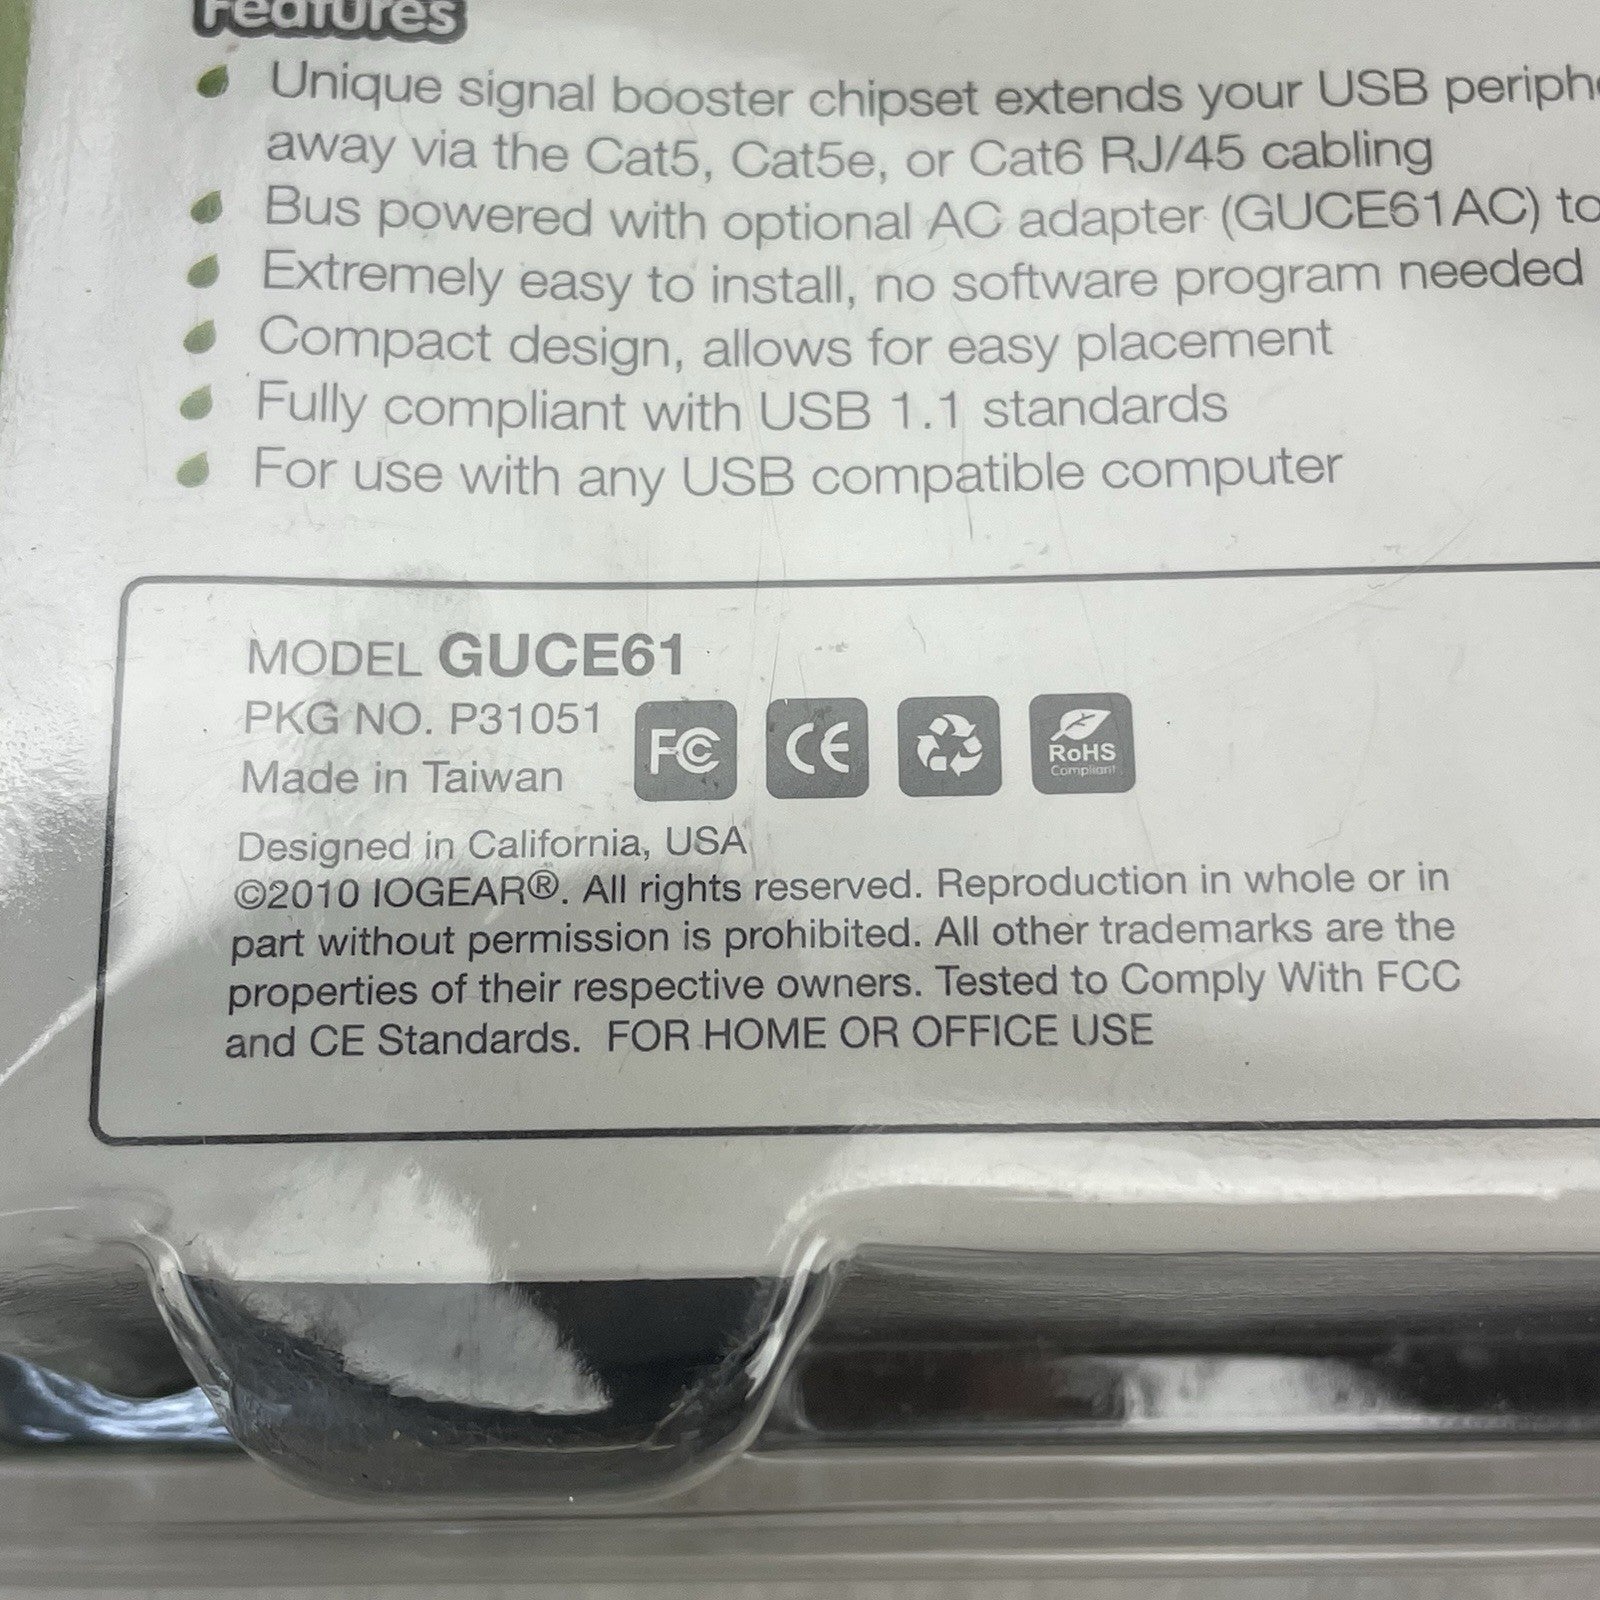 Features
Unique signal booster chipset extends your USB
away via the Cat5, Cat5e, or Cat6 RJ/45 cabling
Bus powered with optional AC adapter (GUCE61AC) to
Extremely easy to install, no software program needed
Compact design, allows for easy placement
Fully compliant with USB 1.1 standards
For use with any USB compatible computer
MODEL GUCE61
PKG NO. P31051
Made in Taiwan
FC CE RoHS
Compliant
Designed in California, USA
©2010 IOGEAR®. All rights reserved. Reproduction in whole or in
part without permission is prohibited. All other trademarks are the
properties of their respective owners. Tested to Comply With FCC
and CE Standards. FOR HOME OR OFFICE USE